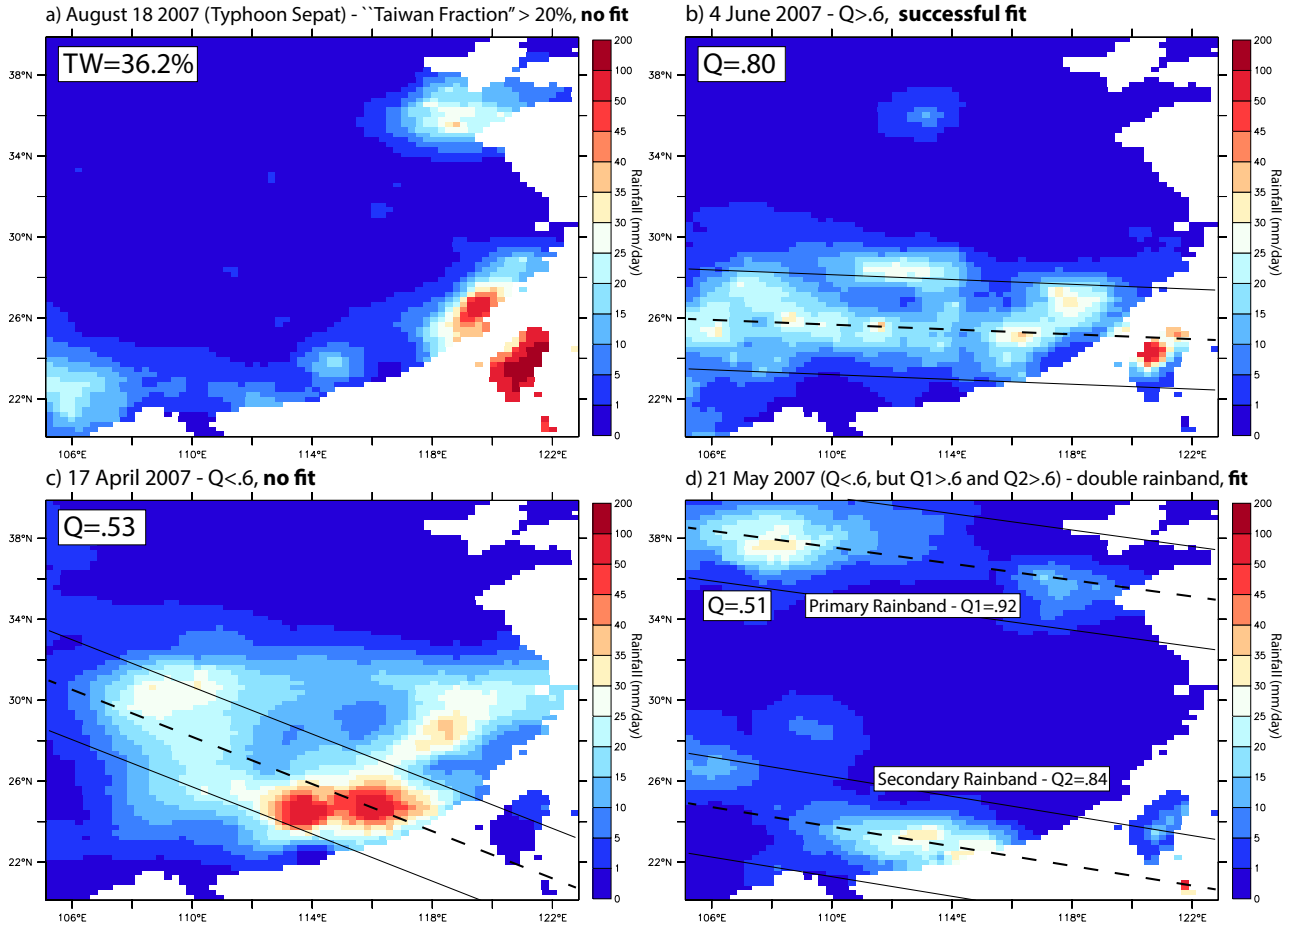 a) August 18 2007 (Typhoon Sepat) - ``Taiwan Fraction" > 20%, no fit
TW=36.2%
38°N
34°N
30°N
26°N
22°N
106°E 110°E 114°E 118°E 122°E
200
100
50
45
40
35
30
25
20
15
10
5
1
0
Rainfall (mm/day)
b) 4 June 2007 - Q>.6, successful fit
Q=.80
38°N
34°N
30°N
26°N
22°N
106°E 110°E 114°E 118°E 122°E
200
100
50
45
40
35
30
25
20
15
10
5
1
0
Rainfall (mm/day)
c) 17 April 2007 - Q<.6, no fit
Q=.53
38°N
34°N
30°N
26°N
22°N
106°E 110°E 114°E 118°E 122°E
200
100
50
45
40
35
30
25
20
15
10
5
1
0
Rainfall (mm/day)
d) 21 May 2007 (Q<.6, but Q1>.6 and Q2>.6) - double rainband, fit
Q=.51
Primary Rainband - Q1=.92
Secondary Rainband - Q2=.84
38°N
34°N
30°N
26°N
22°N
106°E 110°E 114°E 118°E 122°E
200
100
50
45
40
35
30
25
20
15
10
5
1
0
Rainfall (mm/day)